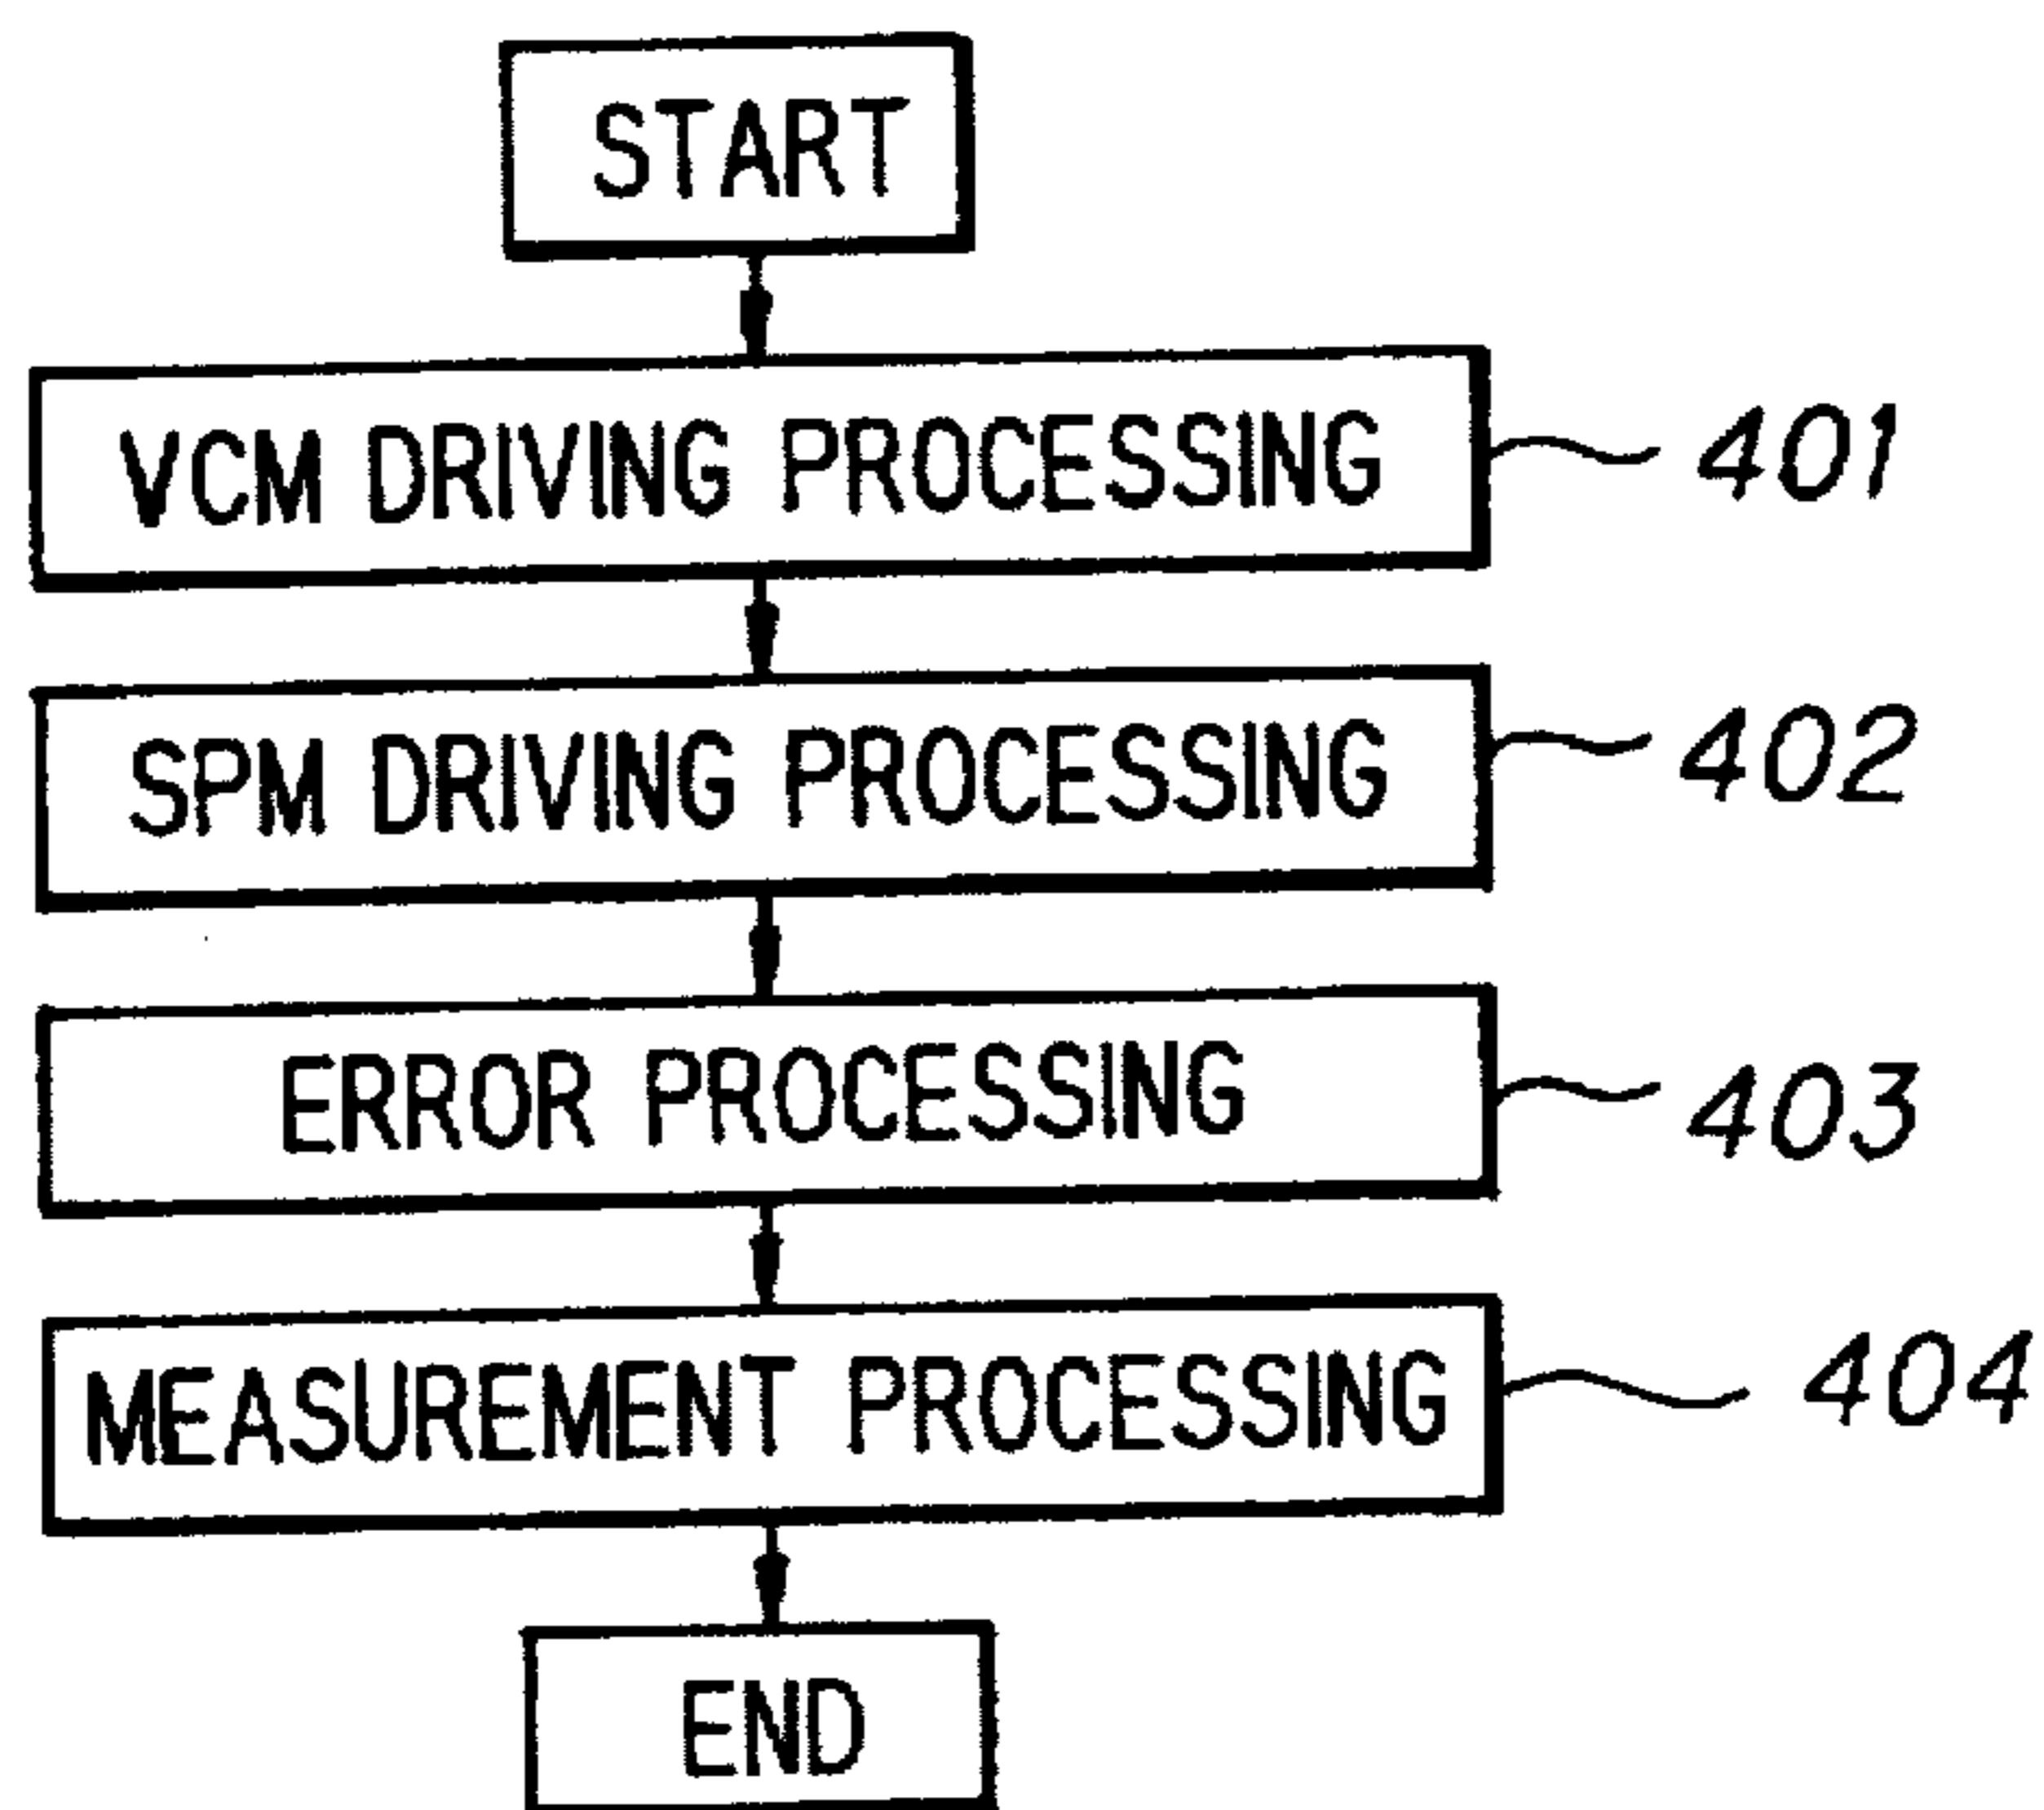 START
VCM DRIVING PROCESSING 401
SPM DRIVING PROCESSING 402
ERROR PROCESSING 403
MEASUREMENT PROCESSING 404
END